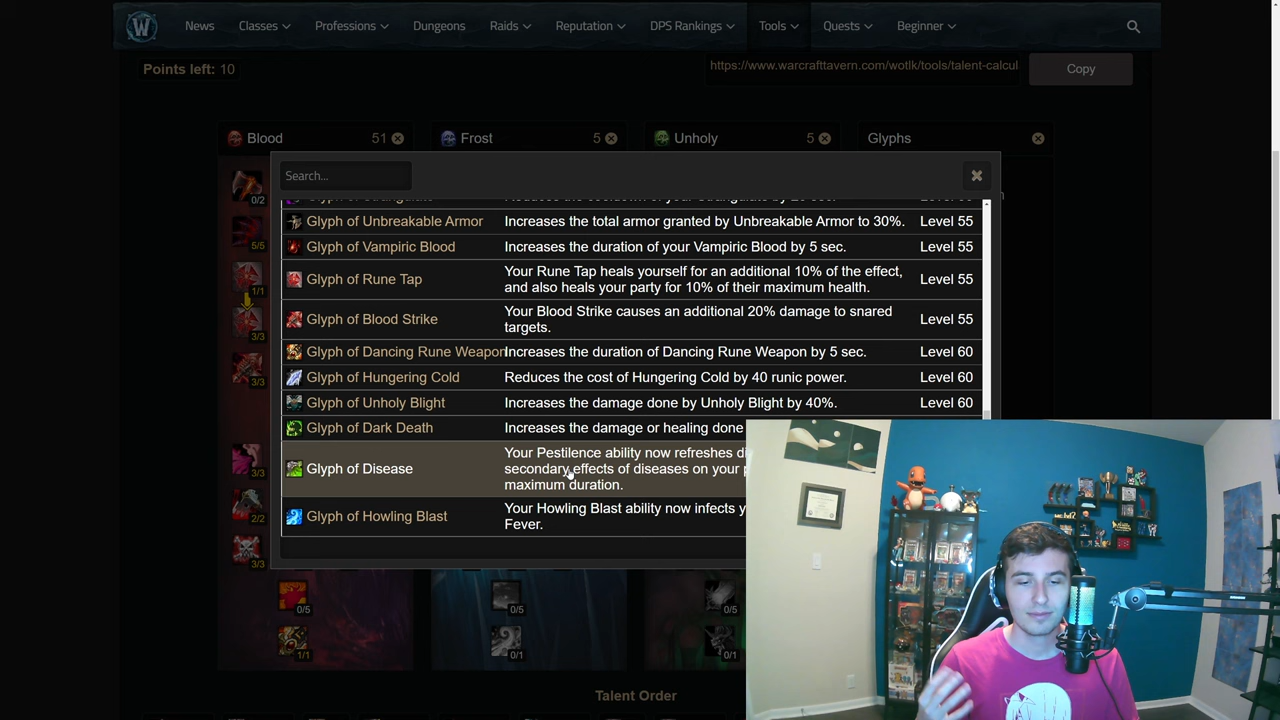 W
News
Classes
Professions
Dungeons
Raids
Reputation
DPS Rankings
Tools
Quests
Beginner
Points left: 10
https://www.warcrafttavern.com/wotlk/tools/talent-calcul
Copy
Blood 51
Frost 5
Unholy 5
Glyphs
Search...
Glyph of Unbreakable Armor
Increases the total armor granted by Unbreakable Armor to 30%.
Level 55
Glyph of Vampiric Blood
Increases the duration of your Vampiric Blood by 5 sec.
Level 55
Glyph of Rune Tap
Your Rune Tap heals yourself for an additional 10% of the effect,
and also heals your party for 10% of their maximum health.
Level 55
Glyph of Blood Strike
Your Blood Strike causes an additional 20% damage to snared
targets.
Level 55
Glyph of Dancing Rune Weapon
Increases the duration of Dancing Rune Weapon by 5 sec.
Level 60
Glyph of Hungering Cold
Reduces the cost of Hungering Cold by 40 runic power.
Level 60
Glyph of Unholy Blight
Increases the damage done by Unholy Blight by 40%.
Level 60
Glyph of Dark Death
Increases the damage or healing done
Glyph of Disease
Your Pestilence ability now refreshes di
secondary effects of diseases on your
maximum duration.
Glyph of Howling Blast
Your Howling Blast ability now infects y
Fever.
0/2
5/5
1/1
3/3
3/3
3/3
2/2
3/3
0/5
0/5
0/5
1/1
0/1
0/1
Talent Order